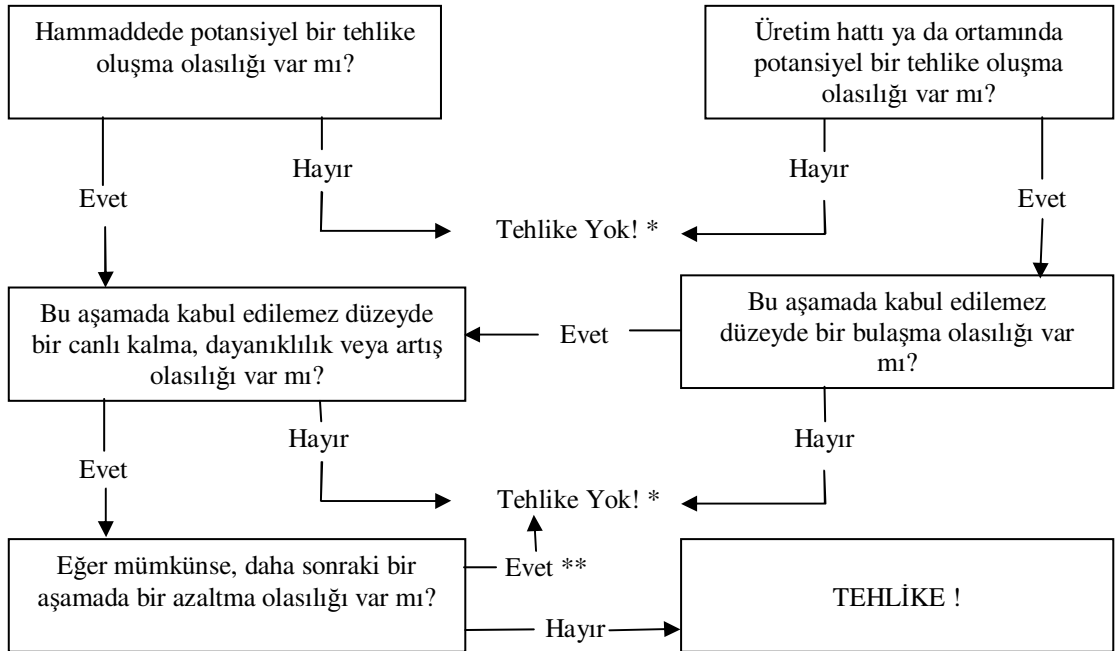 Hammaddede potansiyel bir tehlike
oluşma olasılığı var mı?
Üretim hattı ya da ortamında
potansiyel bir tehlike oluşma
olasılığı var mı?
Hayır
Hayır
Evet
Evet
Tehlike Yok! *
Bu aşamada kabul edilemez düzeyde
bir canlı kalma, dayanıklılık veya artış
olasılığı var mı?
Evet
Bu aşamada kabul edilemez
düzeyde bir bulaşma olasılığı var
mı?
Hayır
Hayır
Evet
Tehlike Yok! *
Eğer mümkünse, daha sonraki bir
aşamada bir azaltma olasılığı var mı?
Evet **
Hayır
TEHLİKE !